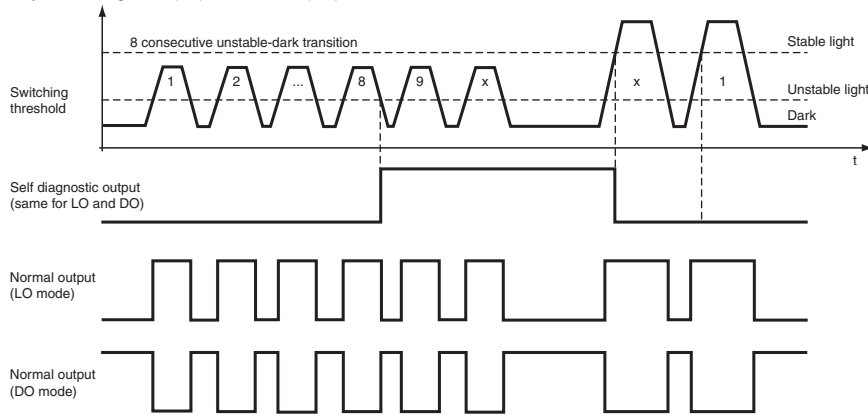 8 consecutive unstable-dark transition
Stable light
1 2 ... 8 9 x x 1
Switching
threshold
Unstable light
Dark
t
Self diagnostic output
(same for LO and DO)
Normal output
(LO mode)
Normal output
(DO mode)